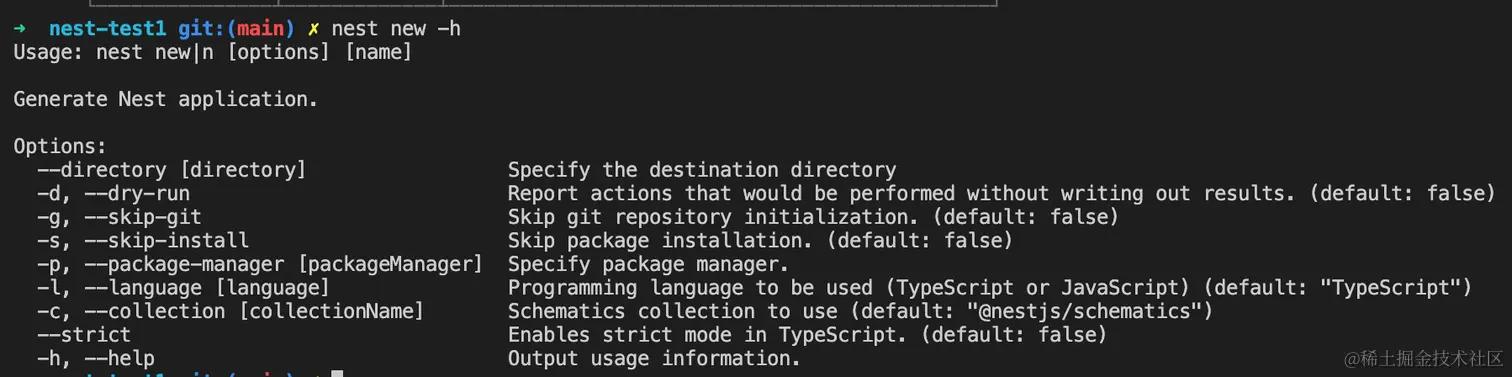 ➜  nest-test1 git:(main) ✗ nest new -h
Usage: nest new|n [options] [name]
Generate Nest application.
Options:
--directory [directory] Specify the destination directory
-d, --dry-run Report actions that would be performed without writing out results. (default: false)
-g, --skip-git Skip git repository initialization. (default: false)
-s, --skip-install Skip package installation. (default: false)
-p, --package-manager [packageManager] Specify package manager.
-l, --language [language] Programming language to be used (TypeScript or JavaScript) (default: "TypeScript")
-c, --collection [collectionName] Schematics collection to use (default: "@nestjs/schematics")
--strict Enables strict mode in TypeScript. (default: false)
-h, --help Output usage information.
@稀土掘金技术社区